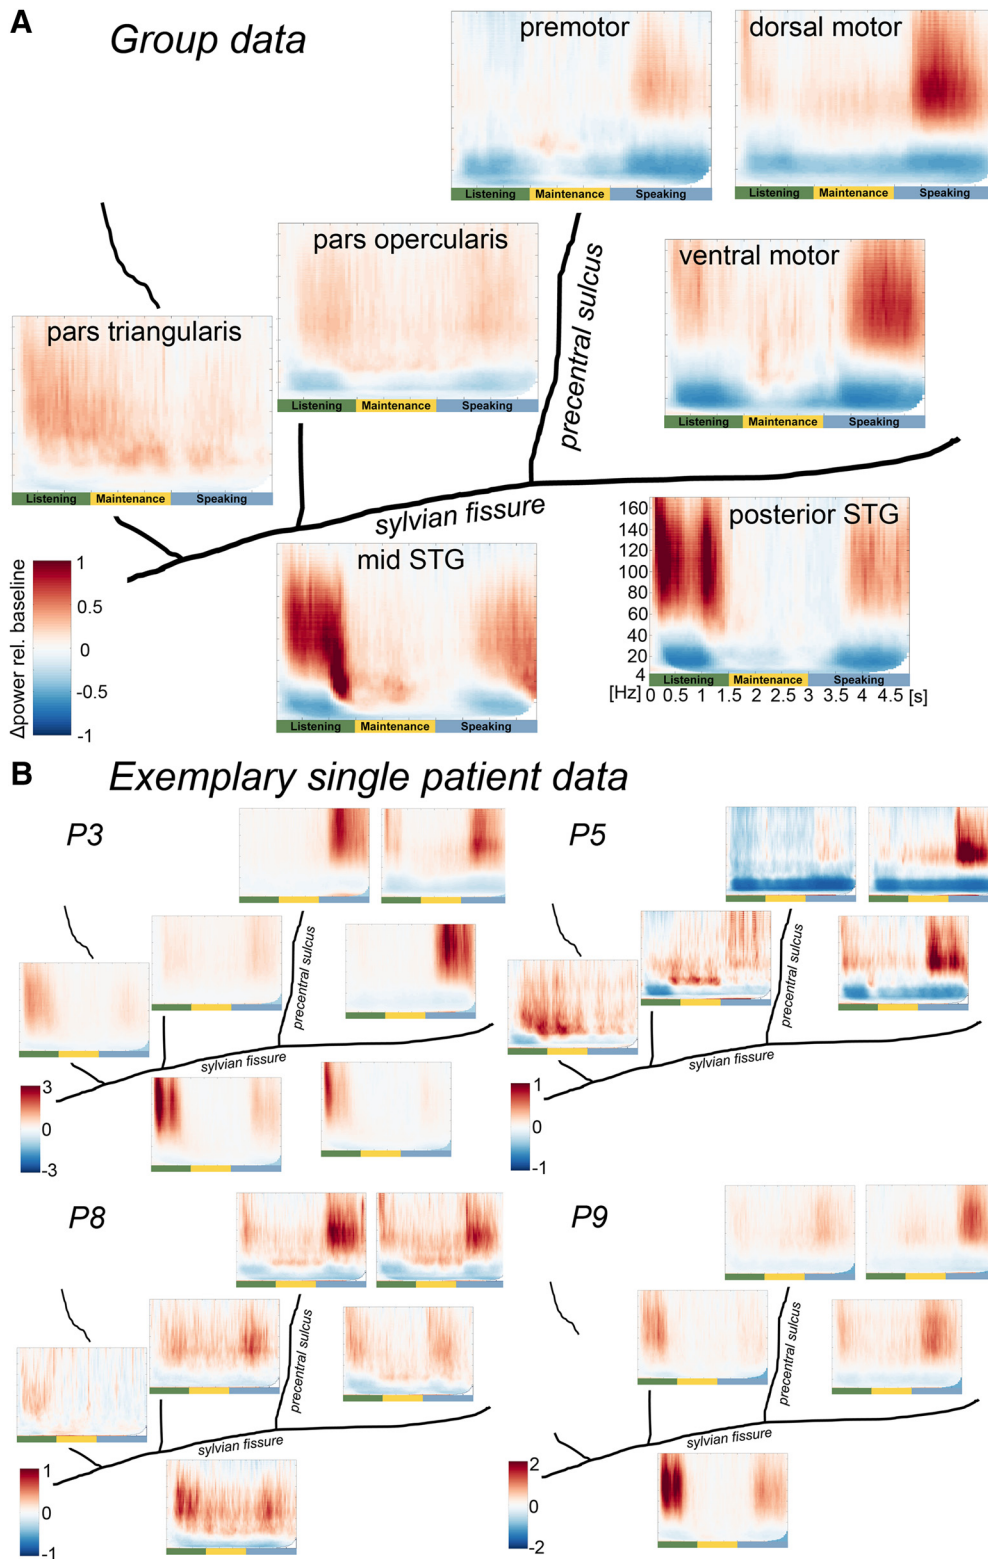 A
Group data
premotor
Listening Maintenance Speaking
dorsal motor
Listening Maintenance Speaking
pars opercularis
Listening Maintenance Speaking
precentral sulcus
ventral motor
Listening Maintenance Speaking
pars triangularis
Listening Maintenance Speaking
sylvian fissure
Δpower rel. baseline
1
0.5
0
-0.5
-1
mid STG
Listening Maintenance Speaking
posterior STG
160
140
120
100
80
60
40
20
4
Listening Maintenance Speaking
[Hz] 0 0.5 1 1.5 2 2.5 3 3.5 4 4.5 [s]
B
Exemplary single patient data
P3
precentral sulcus
sylvian fissure
3
0
-3
P5
precentral sulcus
sylvian fissure
1
0
-1
P8
precentral sulcus
sylvian fissure
1
0
-1
P9
precentral sulcus
sylvian fissure
2
0
-2